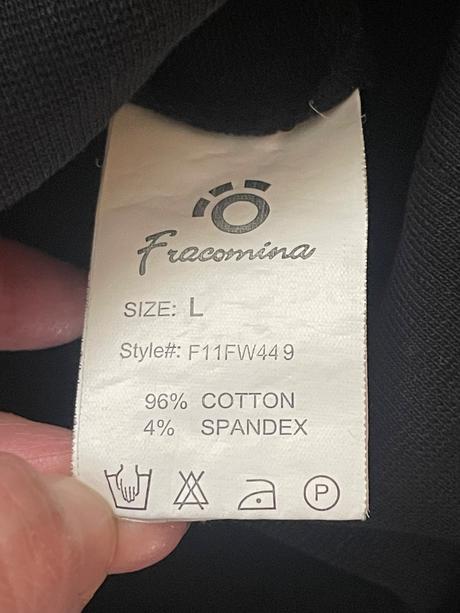 Fracomina
SIZE: L
Style#: F11FW449
96% COTTON
4% SPANDEX
P